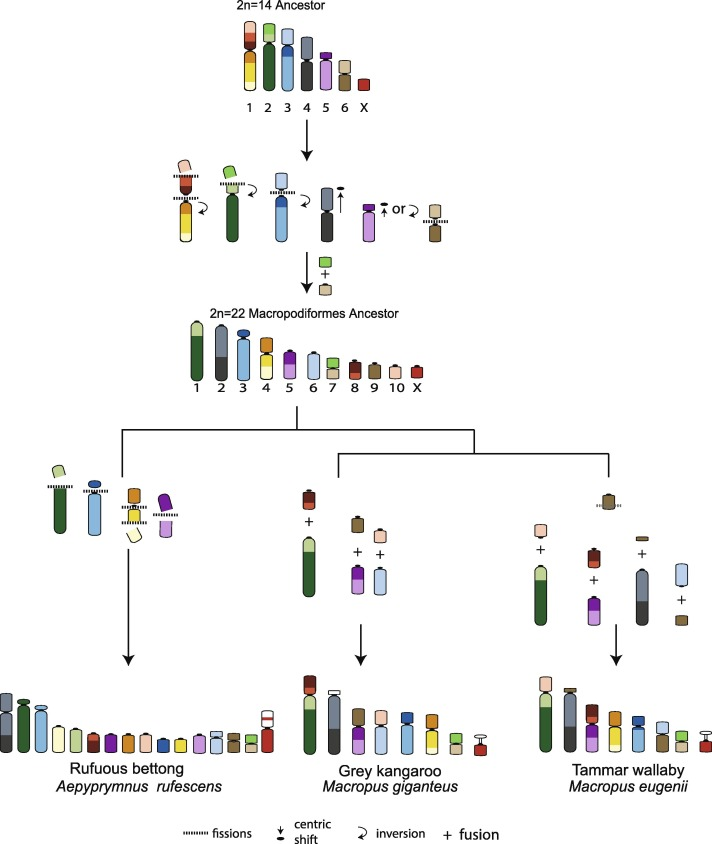 2n=14 Ancestor
1 2 3 4 5 6 X
or
+
2n=22 Macropodiformes Ancestor
1 2 3 4 5 6 7 8 9 10 X
+
+ +
+
+
+
+
Rufuous bettong
Aepyprymnus rufescens
Grey kangaroo
Macropus giganteus
Tammar wallaby
Macropus eugenii
fissions
centric
shift
inversion
+ fusion